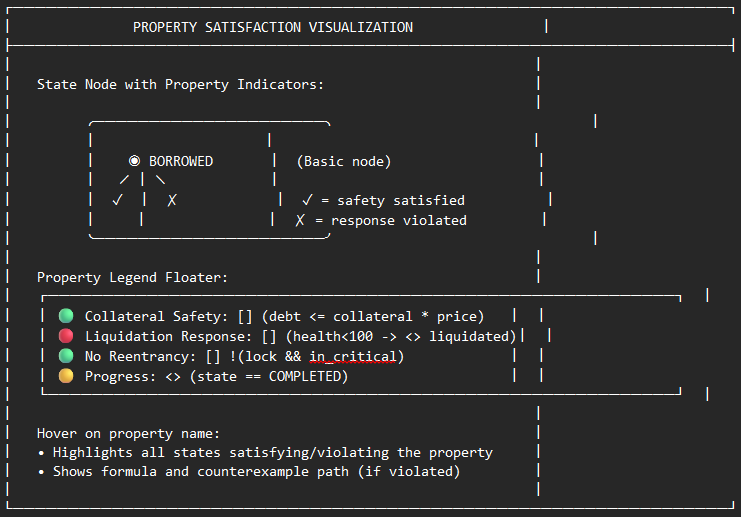 PROPERTY SATISFACTION VISUALIZATION
State Node with Property Indicators:
◉ BORROWED (Basic node)
✓ ✗ ✓ = safety satisfied
✗ = response violated
Property Legend Floater:
🟢 Collateral Safety: [] (debt <= collateral * price)
🔴 Liquidation Response: [] (health<100 -> <> liquidated)
🟢 No Reentrancy: [] !(lock && in_critical)
🟡 Progress: <> (state == COMPLETED)
Hover on property name:
• Highlights all states satisfying/violating the property
• Shows formula and counterexample path (if violated)